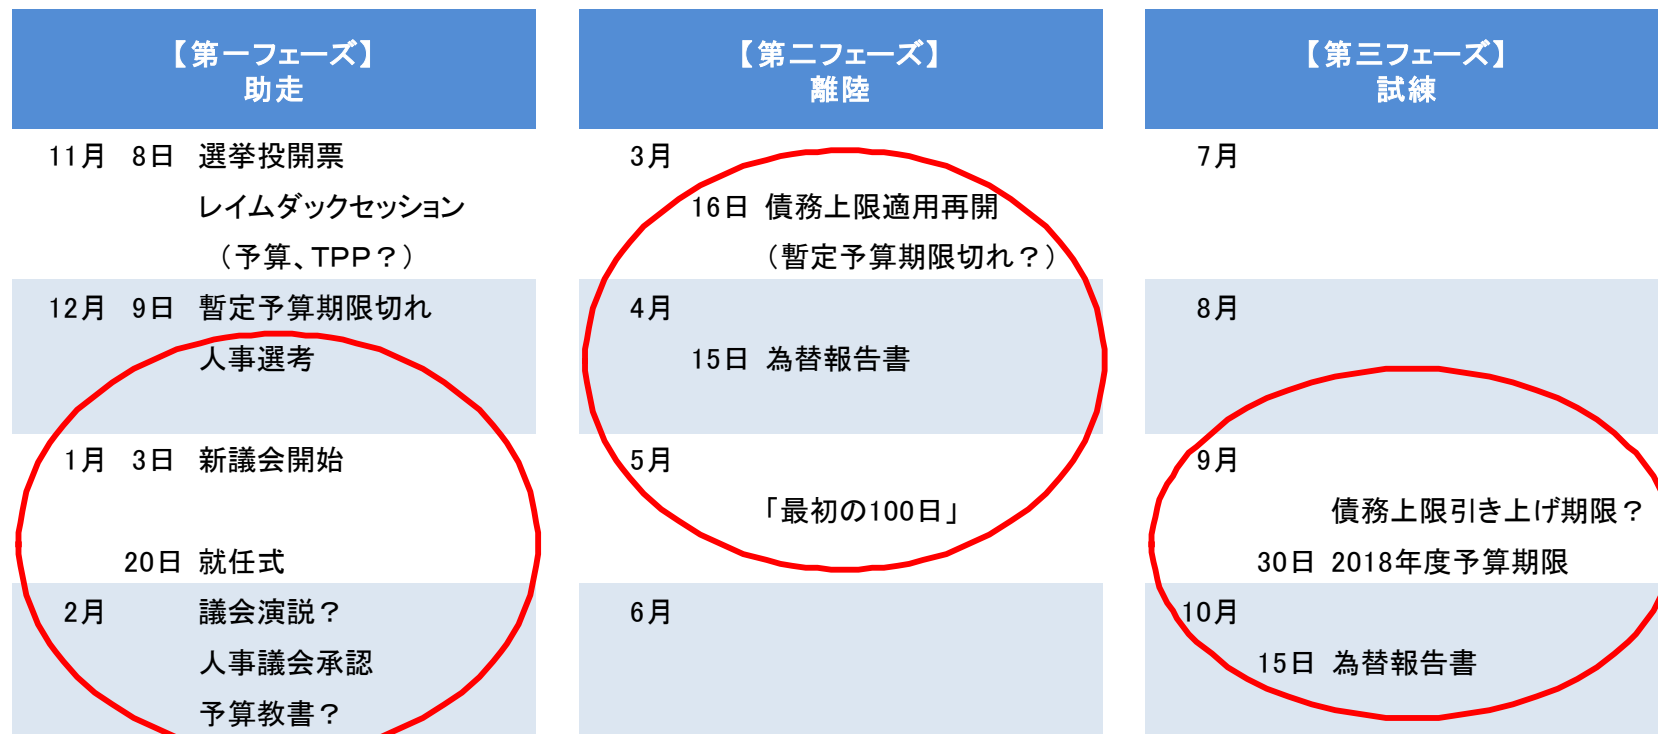 【第一フェーズ】
助走
11月 8日 選挙投開票
レイムダックセッション
（予算、TPP？）
12月 9日 暫定予算期限切れ
人事選考
1月 3日 新議会開始
20日 就任式
2月 議会演説？
人事議会承認
予算教書？
【第二フェーズ】
離陸
3月
16日 債務上限適用再開
（暫定予算期限切れ？）
4月
15日 為替報告書
5月
「最初の100日」
6月
【第三フェーズ】
試練
7月
8月
9月
債務上限引き上げ期限？
30日 2018年度予算期限
10月
15日 為替報告書